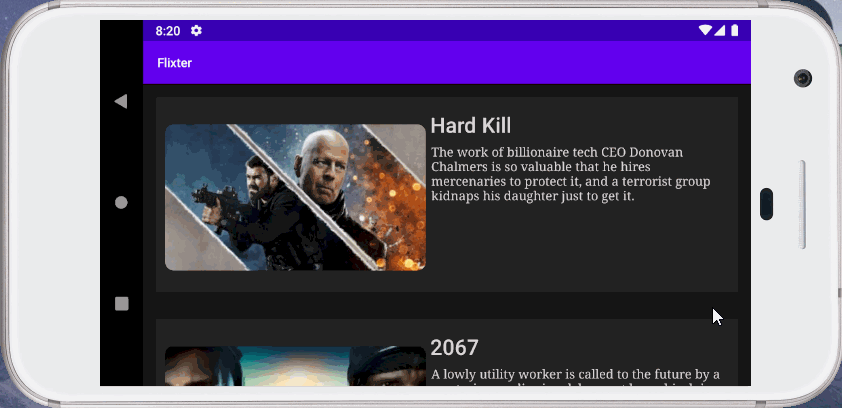 8:20
Flixter
Hard Kill
The work of billionaire tech CEO Donovan
Chalmers is so valuable that he hires
mercenaries to protect it, and a terrorist group
kidnaps his daughter just to get it.
2067
A lowly utility worker is called to the future by a